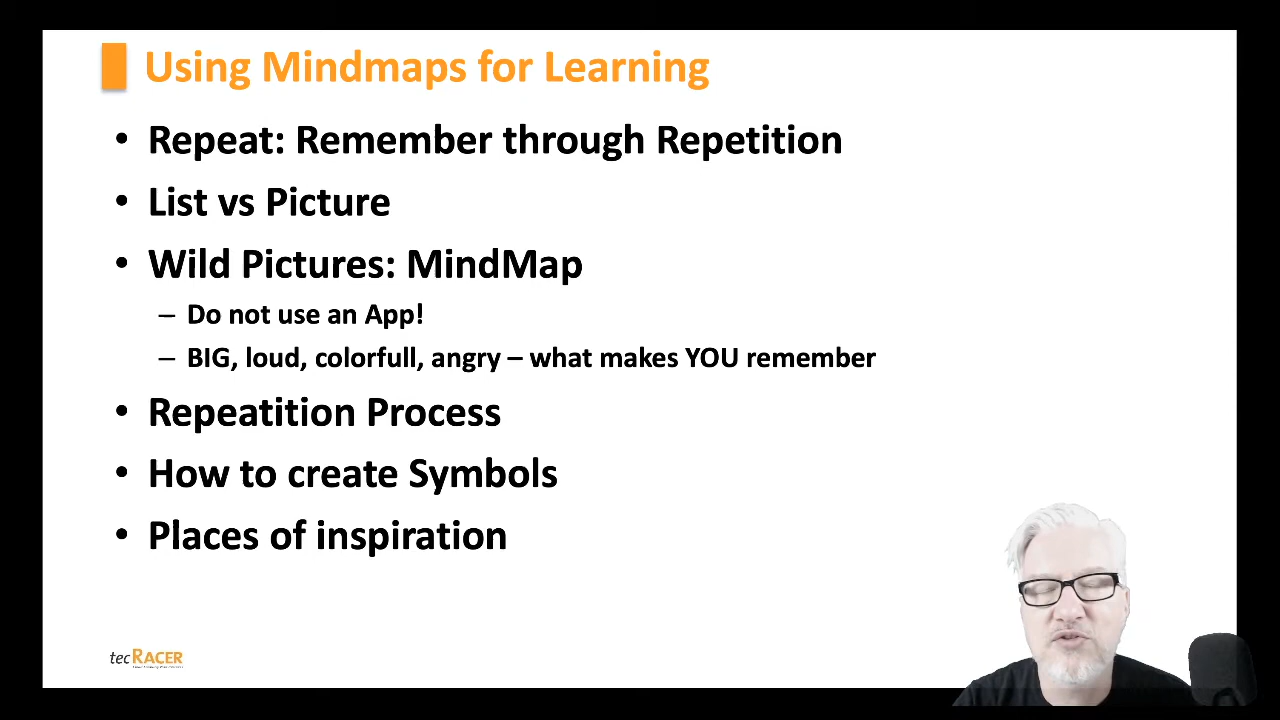 Using Mindmaps for Learning
• Repeat: Remember through Repetition
• List vs Picture
• Wild Pictures: MindMap
– Do not use an App!
– BIG, loud, colorfull, angry – what makes YOU remember
• Repeatition Process
• How to create Symbols
• Places of inspiration
tecRACER